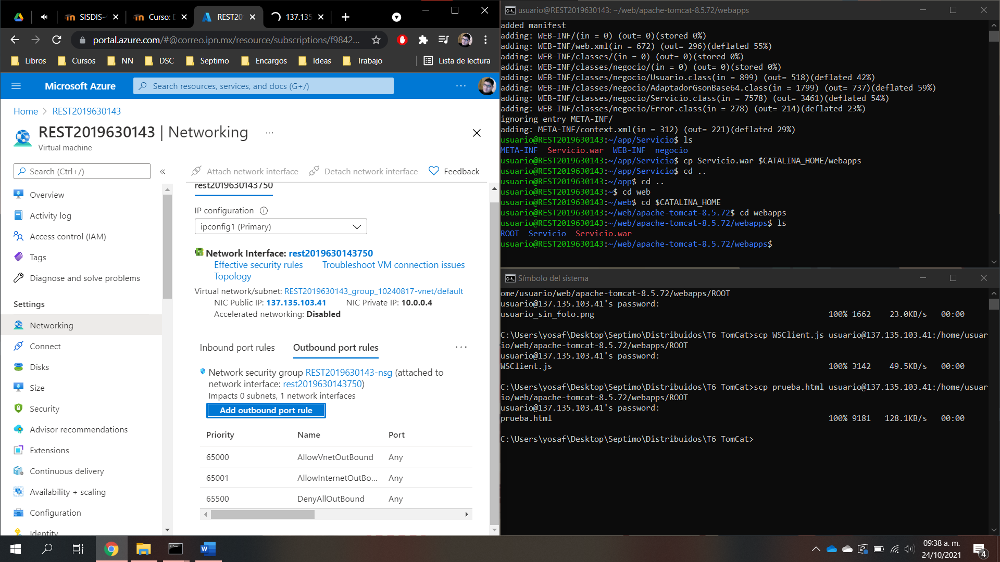 SISDIS-
Curso: D
REST20
137.135
portal.azure.com/#@correo.ipn.mx/resource/subscriptions/f9842...
Libros
Cursos
NN
DSC
Septimo
Encargos
Ideas
Trabajo
Lista de lectura
Microsoft Azure
Search resources, services, and docs (G+/)
Home > REST2019630143
REST2019630143 | Networking ...
Virtual machine
Search (Ctrl+/)
Attach network interface
Detach network interface
Feedback
Overview
Activity log
Access control (IAM)
Tags
Diagnose and solve problems
Settings
Networking
Connect
Disks
Size
Security
Advisor recommendations
Extensions
Continuous delivery
Availability + scaling
Configuration
Identity
rest2019630143750
IP configuration
ipconfig1 (Primary)
Network Interface: rest2019630143750
Effective security rules Troubleshoot VM connection issues
Topology
Virtual network/subnet: REST2019630143_group_10240817-vnet/default
NIC Public IP: 137.135.103.41 NIC Private IP: 10.0.0.4
Accelerated networking: Disabled
Inbound port rules Outbound port rules ...
Network security group REST2019630143-nsg (attached to
network interface: rest2019630143750)
Impacts 0 subnets, 1 network interfaces
Add outbound port rule
Priority Name Port
65000 AllowVnetOutBound Any
65001 AllowInternetOutBo... Any
65500 DenyAllOutBound Any
usuario@REST2019630143: ~/web/apache-tomcat-8.5.72/webapps
added manifest
adding: WEB-INF/(in = 0) (out= 0)(stored 0%)
adding: WEB-INF/web.xml(in = 672) (out= 296)(deflated 55%)
adding: WEB-INF/classes/(in = 0) (out= 0)(stored 0%)
adding: WEB-INF/classes/negocio/(in = 0) (out= 0)(stored 0%)
adding: WEB-INF/classes/negocio/Usuario.class(in = 899) (out= 518)(deflated 42%)
adding: WEB-INF/classes/negocio/AdaptadorGsonBase64.class(in = 1799) (out= 737)(deflated 59%)
adding: WEB-INF/classes/negocio/Servicio.class(in = 7578) (out= 3461)(deflated 54%)
adding: WEB-INF/classes/negocio/Error.class(in = 278) (out= 214)(deflated 23%)
ignoring entry META-INF/
adding: META-INF/context.xml(in = 312) (out= 221)(deflated 29%)
usuario@REST2019630143:~/app/Servicio$ ls
META-INF Servicio.war WEB-INF negocio
usuario@REST2019630143:~/app/Servicio$ cp Servicio.war $CATALINA_HOME/webapps
usuario@REST2019630143:~/app/Servicio$ cd ..
usuario@REST2019630143:~/app$ cd ..
usuario@REST2019630143:~$ cd web
usuario@REST2019630143:~/web$ cd $CATALINA_HOME
usuario@REST2019630143:~/web/apache-tomcat-8.5.72$ cd webapps
usuario@REST2019630143:~/web/apache-tomcat-8.5.72/webapps$ ls
ROOT Servicio Servicio.war
usuario@REST2019630143:~/web/apache-tomcat-8.5.72/webapps$
Símbolo del sistema
ome/usuario/web/apache-tomcat-8.5.72/webapps/ROOT
usuario@137.135.103.41's password:
usuario_sin_foto.png 100% 1662 23.0KB/s 00:00
C:\Users\yosaf\Desktop\Septimo\Distribuidos\T6 TomCat>scp WSClient.js usuario@137.135.103.41:/home/usuar
io/web/apache-tomcat-8.5.72/webapps/ROOT
usuario@137.135.103.41's password:
WSClient.js 100% 3142 49.5KB/s 00:00
C:\Users\yosaf\Desktop\Septimo\Distribuidos\T6 TomCat>scp prueba.html usuario@137.135.103.41:/home/usuar
io/web/apache-tomcat-8.5.72/webapps/ROOT
usuario@137.135.103.41's password:
prueba.html 100% 9181 128.1KB/s 00:00
C:\Users\yosaf\Desktop\Septimo\Distribuidos\T6 TomCat>
09:38 a. m.
24/10/2021
4